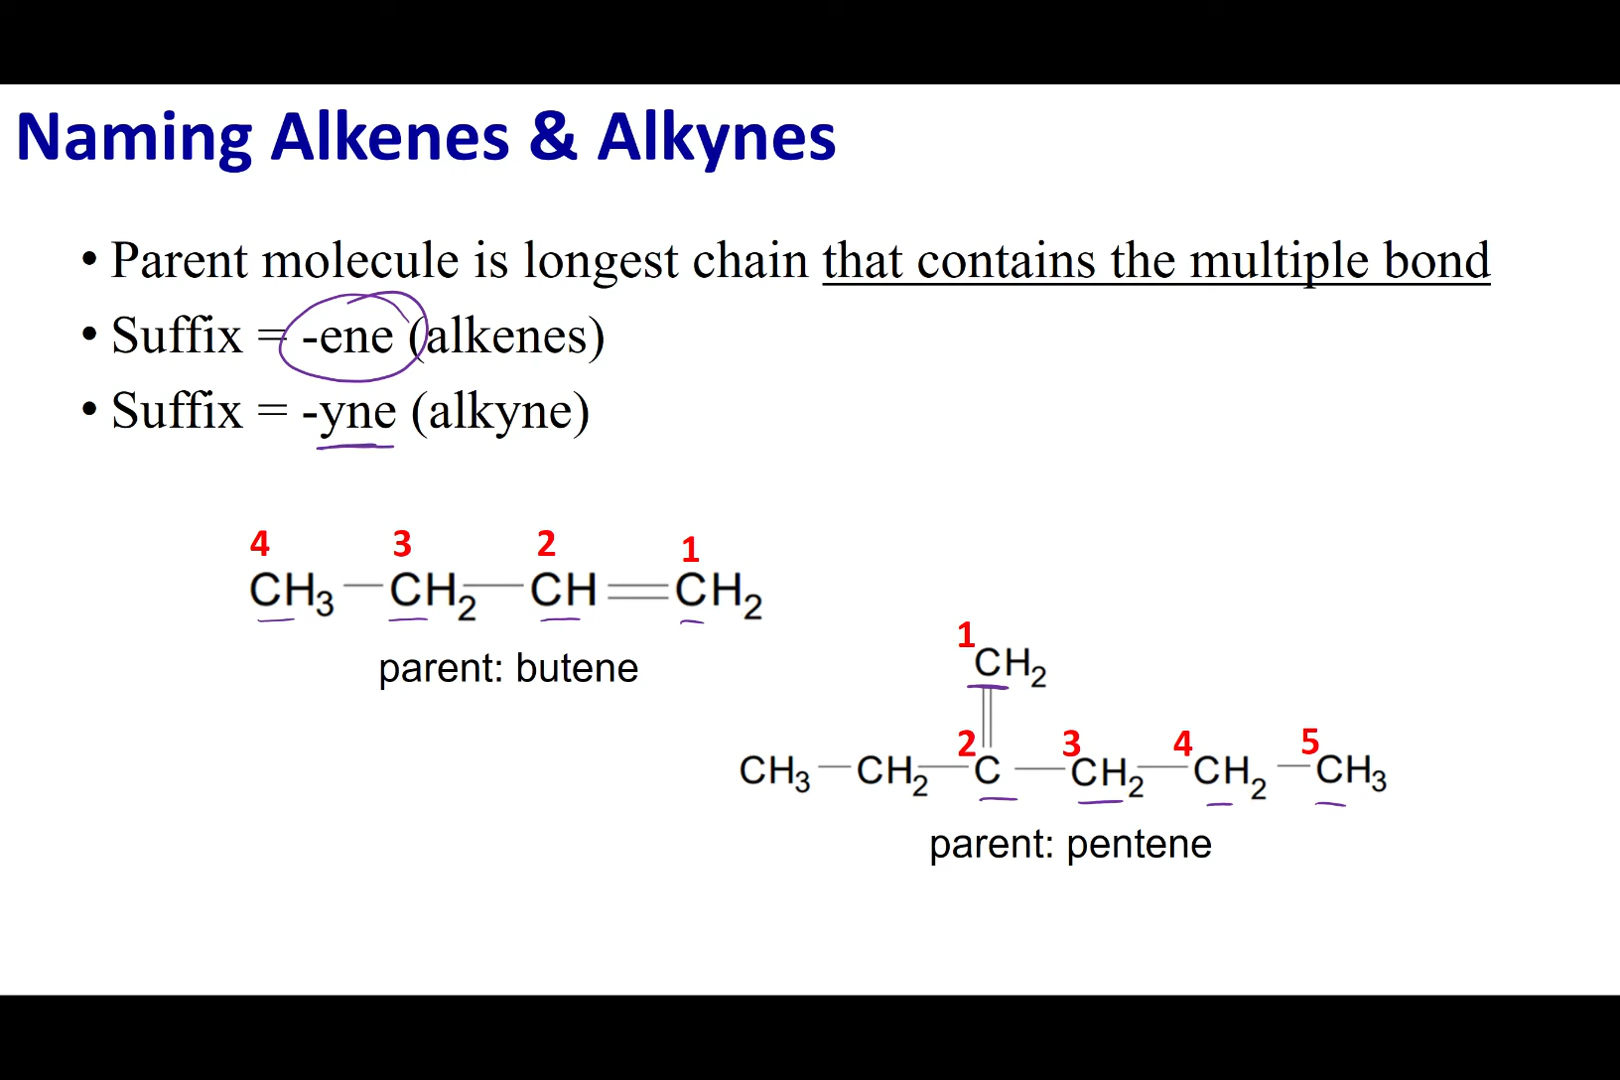 Naming Alkenes & Alkynes
• Parent molecule is longest chain that contains the multiple bond
• Suffix = -ene (alkenes)
• Suffix = -yne (alkyne)
4 3 2 1
CH₃ CH₂ CH CH₂
parent: butene
1
CH₂
2 3 4 5
CH₃ CH₂ C CH₂ CH₂ CH₃
parent: pentene